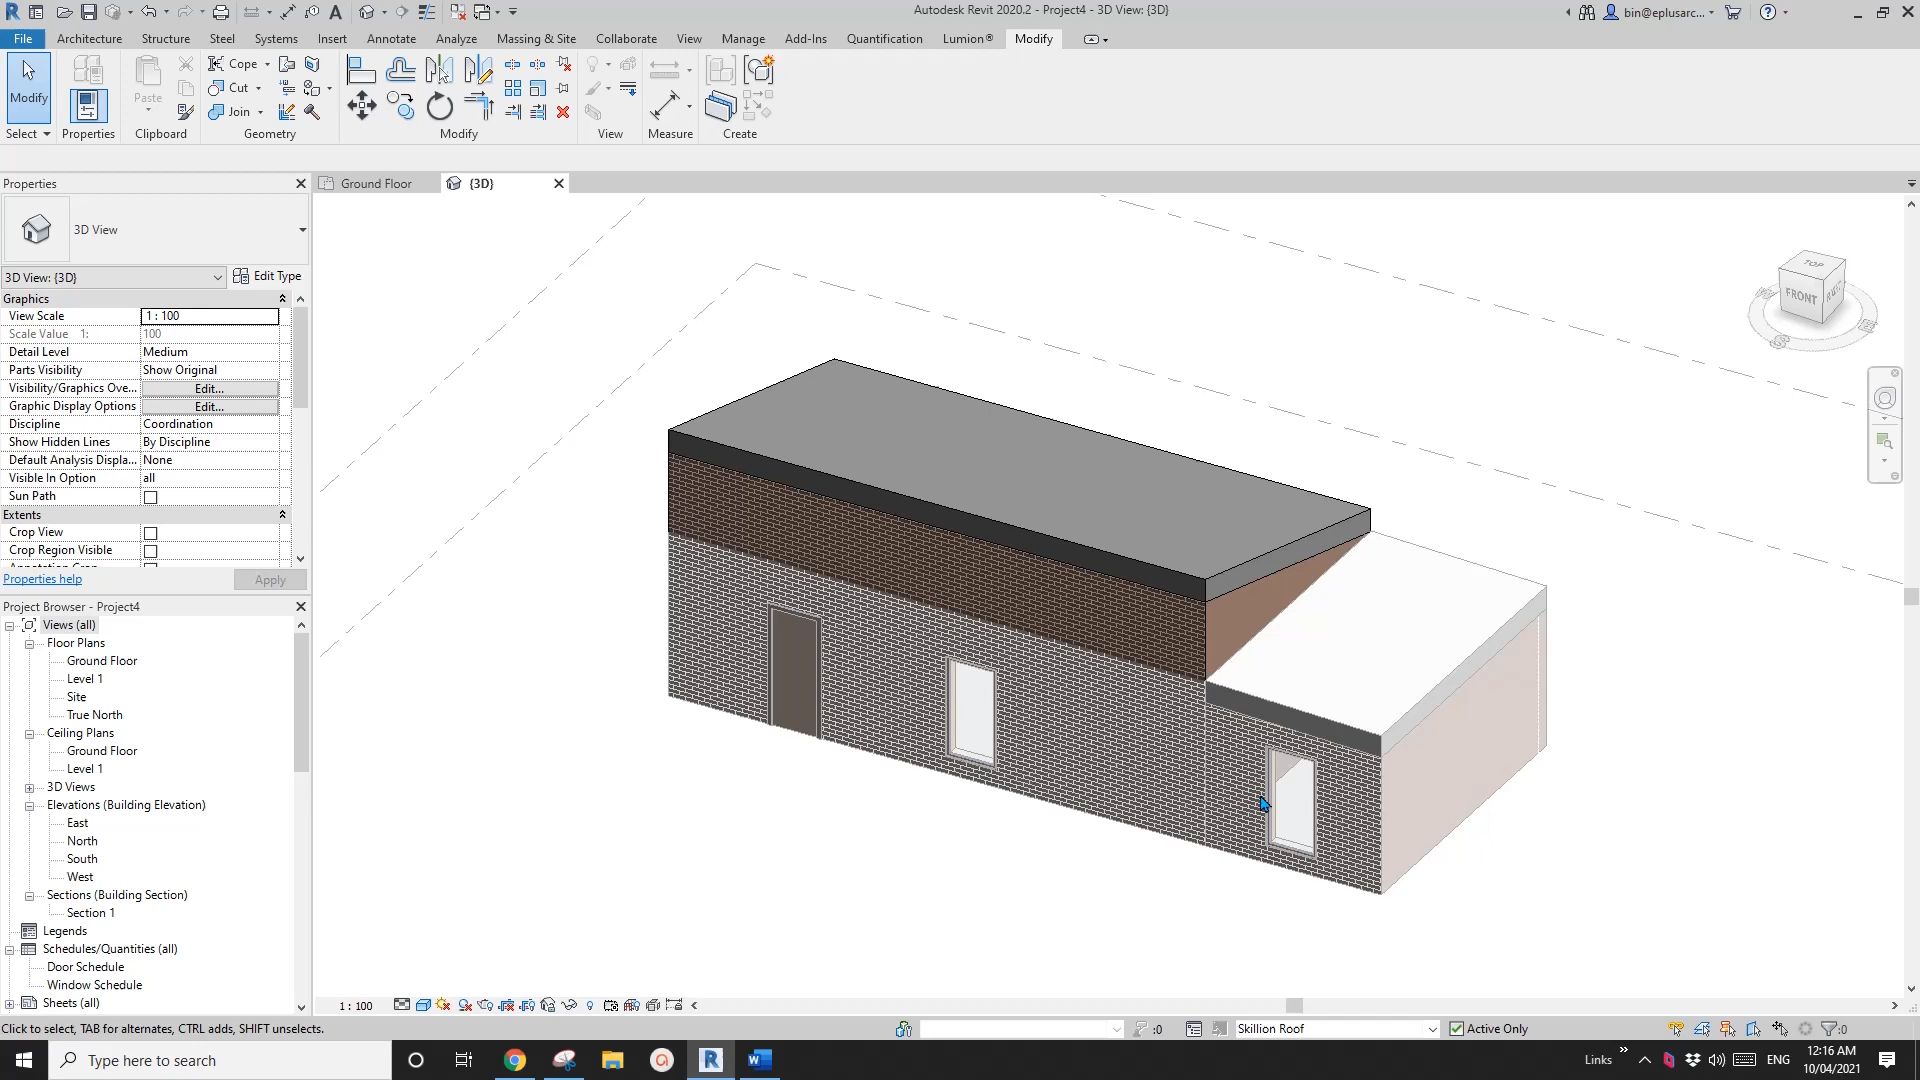 Autodesk Revit 2020.2 - Project4 - 3D View: {3D}
bin@eplusarc...
File Architecture Structure Steel Systems Insert Annotate Analyze Massing & Site Collaborate View Manage Add-Ins Quantification Lumion® Modify
Modify
Paste
Cope
Cut
Join
Select Properties Clipboard Geometry Modify View Measure Create
Properties
Ground Floor
{3D}
3D View
3D View: {3D}
Edit Type
Graphics
View Scale 1 : 100
Scale Value 1: 100
Detail Level Medium
Parts Visibility Show Original
Visibility/Graphics Ove... Edit...
Graphic Display Options Edit...
Discipline Coordination
Show Hidden Lines By Discipline
Default Analysis Displa... None
Visible In Option all
Sun Path
Extents
Crop View
Crop Region Visible
Properties help
Apply
TOP
FRONT
Project Browser - Project4
Views (all)
Floor Plans
Ground Floor
Level 1
Site
True North
Ceiling Plans
Ground Floor
Level 1
3D Views
Elevations (Building Elevation)
East
North
South
West
Sections (Building Section)
Section 1
Legends
Schedules/Quantities (all)
Door Schedule
Window Schedule
Sheets (all)
1 : 100
Click to select, TAB for alternates, CTRL adds, SHIFT unselects.
:0
Skillion Roof
Active Only
:0
Type here to search
Links
ENG
12:16 AM
10/04/2021